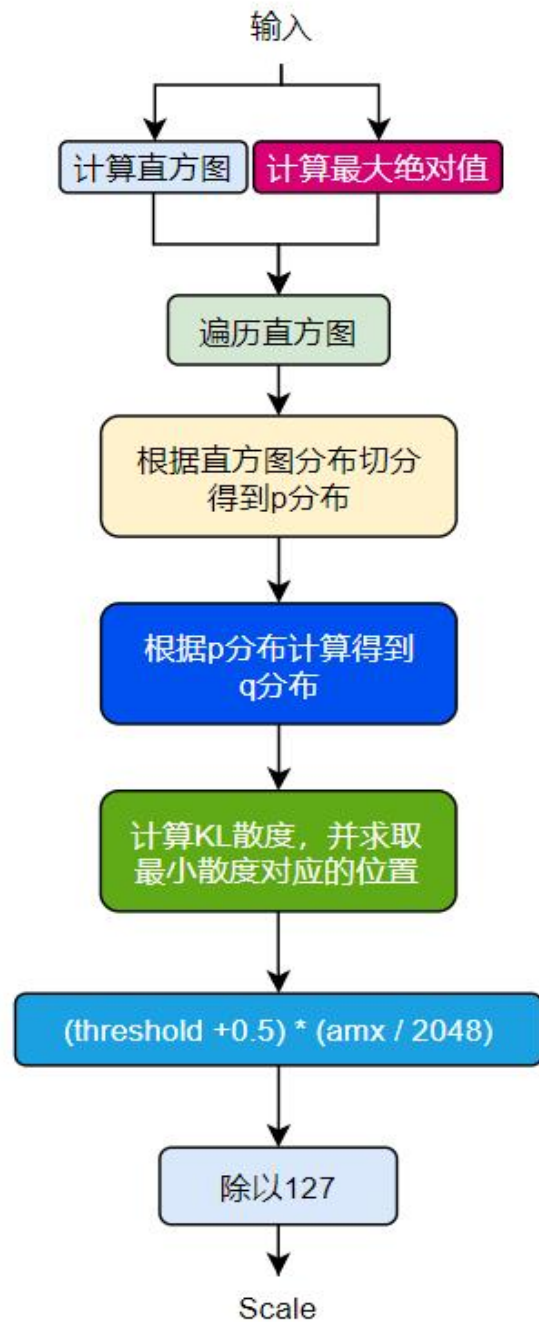 输入
计算直方图
计算最大绝对值
遍历直方图
根据直方图分布切分
得到p分布
根据p分布计算得到
q分布
计算KL散度，并求取
最小散度对应的位置
(threshold +0.5) * (amx / 2048)
除以127
Scale